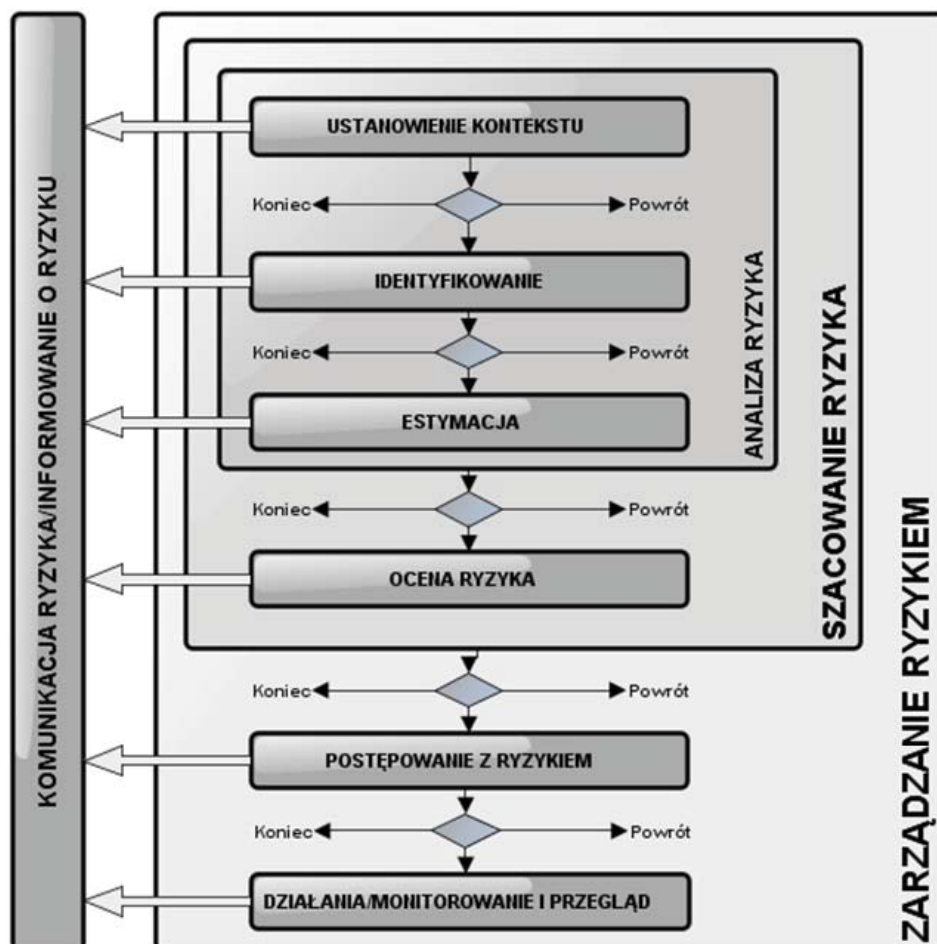 KOMUNIKACJA RYZYKA/INFORMOWANIE O RYZYKU
USTANOWIENIE KONTEKSTU
Koniec
Powrót
IDENTYFIKOWANIE
Koniec
Powrót
ESTYMACJA
ANALIZA RYZYKA
Koniec
Powrót
OCENA RYZYKA
SZACOWANIE RYZYKA
Koniec
Powrót
POSTĘPOWANIE Z RYZYKIEM
Koniec
Powrót
DZIAŁANIA/MONITOROWANIE I PRZEGLĄD
ZARZĄDZANIE RYZYKIEM